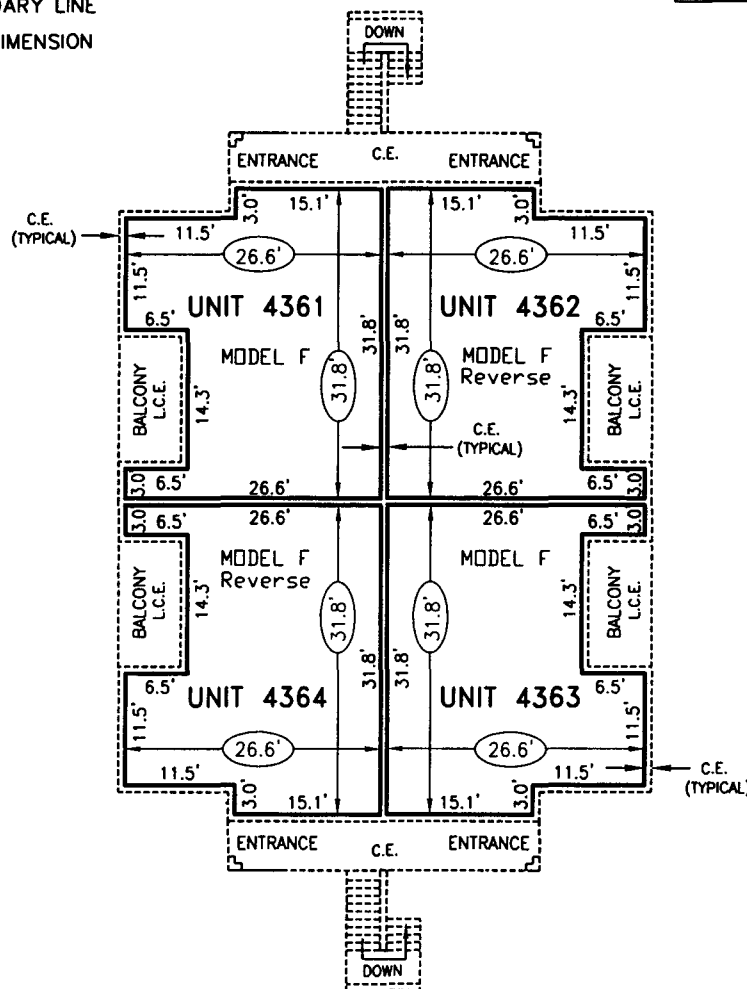 DARY LINE
IMENSION
DOWN
ENTRANCE C.E. ENTRANCE
3.0' 15.1' 15.1' 3.0'
C.E.
(TYPICAL)
11.5' 11.5'
26.6' 26.6'
11.5' 11.5'
UNIT 4361 UNIT 4362
6.5' 31.8' 6.5'
MODEL F MODEL F
Reverse
BALCONY
L.C.E.
14.3' 31.8' 31.8' 14.3'
BALCONY
L.C.E.
C.E.
(TYPICAL)
3.0 6.5' 26.6' 26.6' 6.5' 3.0
3.0 6.5' 26.6' 26.6' 6.5' 3.0
MODEL F MODEL F
Reverse
BALCONY
L.C.E.
14.3' 31.8' 31.8' 14.3'
BALCONY
L.C.E.
31.8' 31.8'
6.5' 6.5'
UNIT 4364 UNIT 4363
11.5' 11.5'
26.6' 26.6'
11.5' 11.5'
C.E.
(TYPICAL)
3.0' 15.1' 15.1' 3.0'
ENTRANCE C.E. ENTRANCE
DOWN